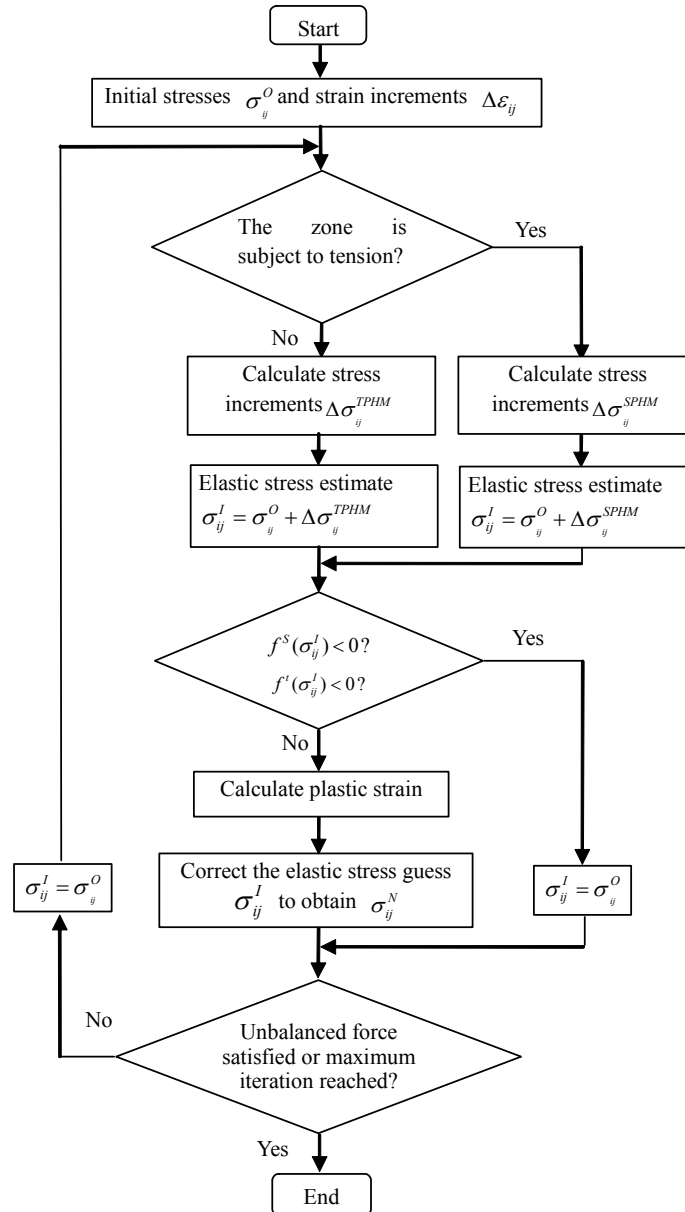 Start
Initial stresses σ_ij^O and strain increments Δε_ij
The zone is
subject to tension?
Yes
No
Calculate stress
increments Δσ_ij^TPHM
Calculate stress
increments Δσ_ij^SPHM
Elastic stress estimate
σ_ij^I = σ_ij^O + Δσ_ij^TPHM
Elastic stress estimate
σ_ij^I = σ_ij^O + Δσ_ij^SPHM
f^S(σ_ij^I) < 0?
f^t(σ_ij^I) < 0?
Yes
No
Calculate plastic strain
Correct the elastic stress guess
σ_ij^I to obtain σ_ij^N
σ_ij^I = σ_ij^O
σ_ij^I = σ_ij^O
No
Unbalanced force
satisfied or maximum
iteration reached?
Yes
End